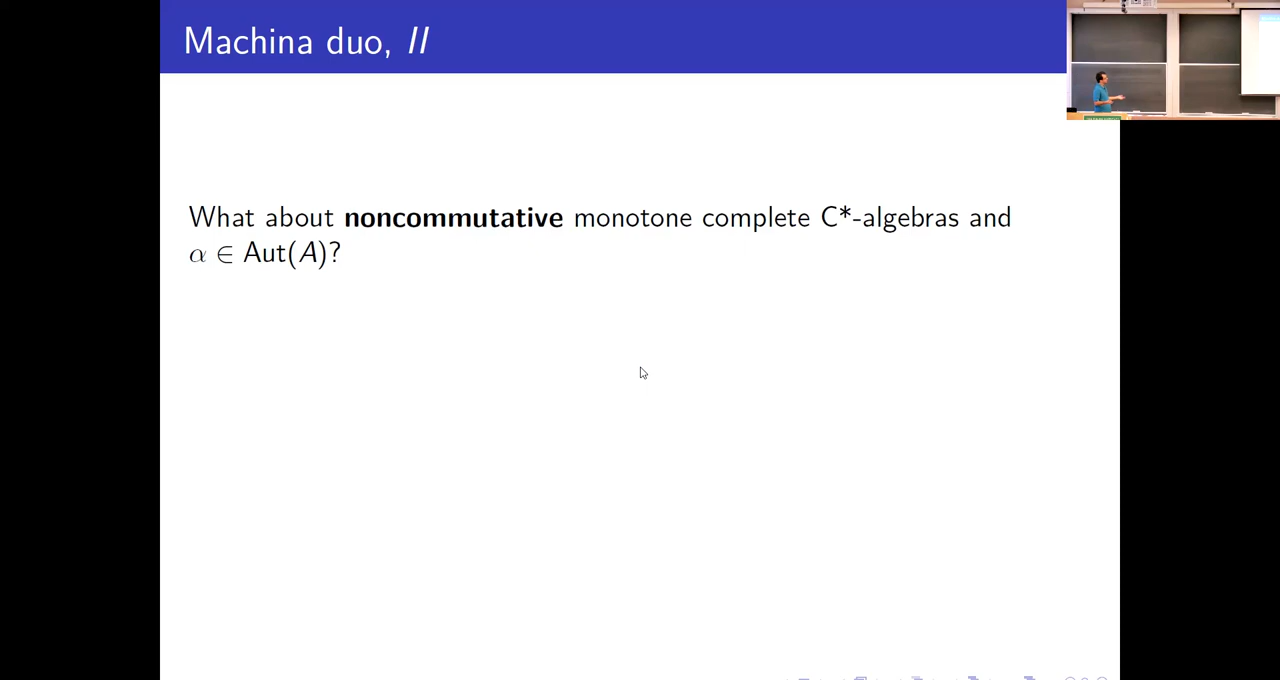 Machina duo, II
What about noncommutative monotone complete C*-algebras and
α ∈ Aut(A)?